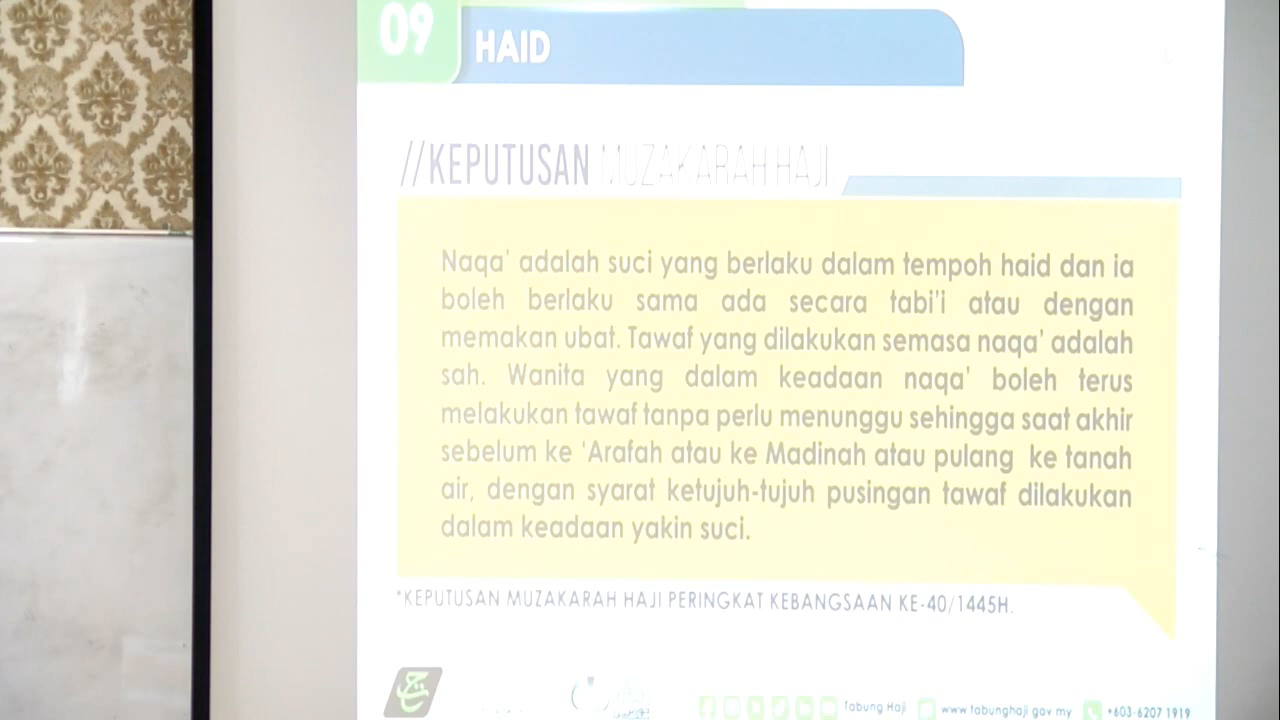 09
HAID
//KEPUTUSAN MUZAKARAH HAJI
Naqa' adalah suci yang berlaku dalam tempoh haid dan ia
boleh berlaku sama ada secara tabi'i atau dengan
memakan ubat. Tawaf yang dilakukan semasa naqa' adalah
sah. Wanita yang dalam keadaan naqa' boleh terus
melakukan tawaf tanpa perlu menunggu sehingga saat akhir
sebelum ke 'Arafah atau ke Madinah atau pulang ke tanah
air, dengan syarat ketujuh-tujuh pusingan tawaf dilakukan
dalam keadaan yakin suci.
*KEPUTUSAN MUZAKARAH HAJI PERINGKAT KEBANGSAAN KE-40/1445H.
Tabung Haji www.tabunghaji.gov.my +603-6207 1919